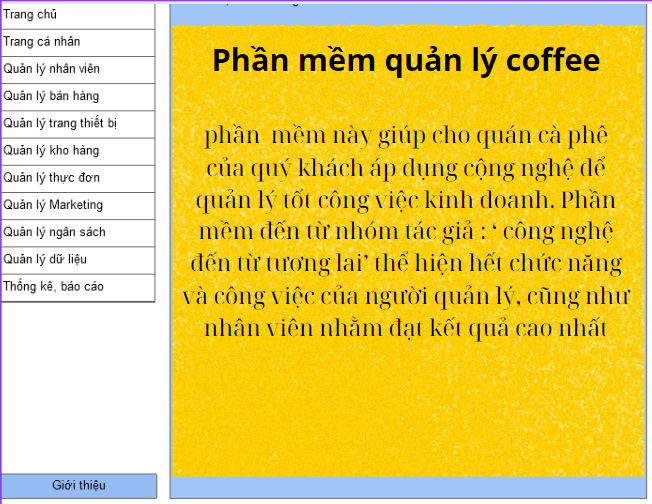 Trang chủ
Trang cá nhân
Quản lý nhân viên
Quản lý bán hàng
Quản lý trang thiết bị
Quản lý kho hàng
Quản lý thực đơn
Quản lý Marketing
Quản lý ngân sách
Quản lý dữ liệu
Thống kê, báo cáo
Giới thiệu
Phần mềm quản lý coffee
phần mềm này giúp cho quán cà phê
của quý khách áp dụng cộng nghệ để
quản lý tốt công việc kinh doanh. Phần
mềm đến từ nhóm tác giả : ‘ công nghệ
đến từ tương lai’ thể hiện hết chức năng
và công việc của người quản lý, cũng như
nhân viên nhằm đạt kết quả cao nhất